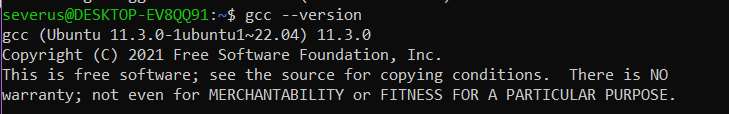 severus@DESKTOP-EV8QQ91:~$ gcc --version
gcc (Ubuntu 11.3.0-1ubuntu1~22.04) 11.3.0
Copyright (C) 2021 Free Software Foundation, Inc.
This is free software; see the source for copying conditions.  There is NO
warranty; not even for MERCHANTABILITY or FITNESS FOR A PARTICULAR PURPOSE.